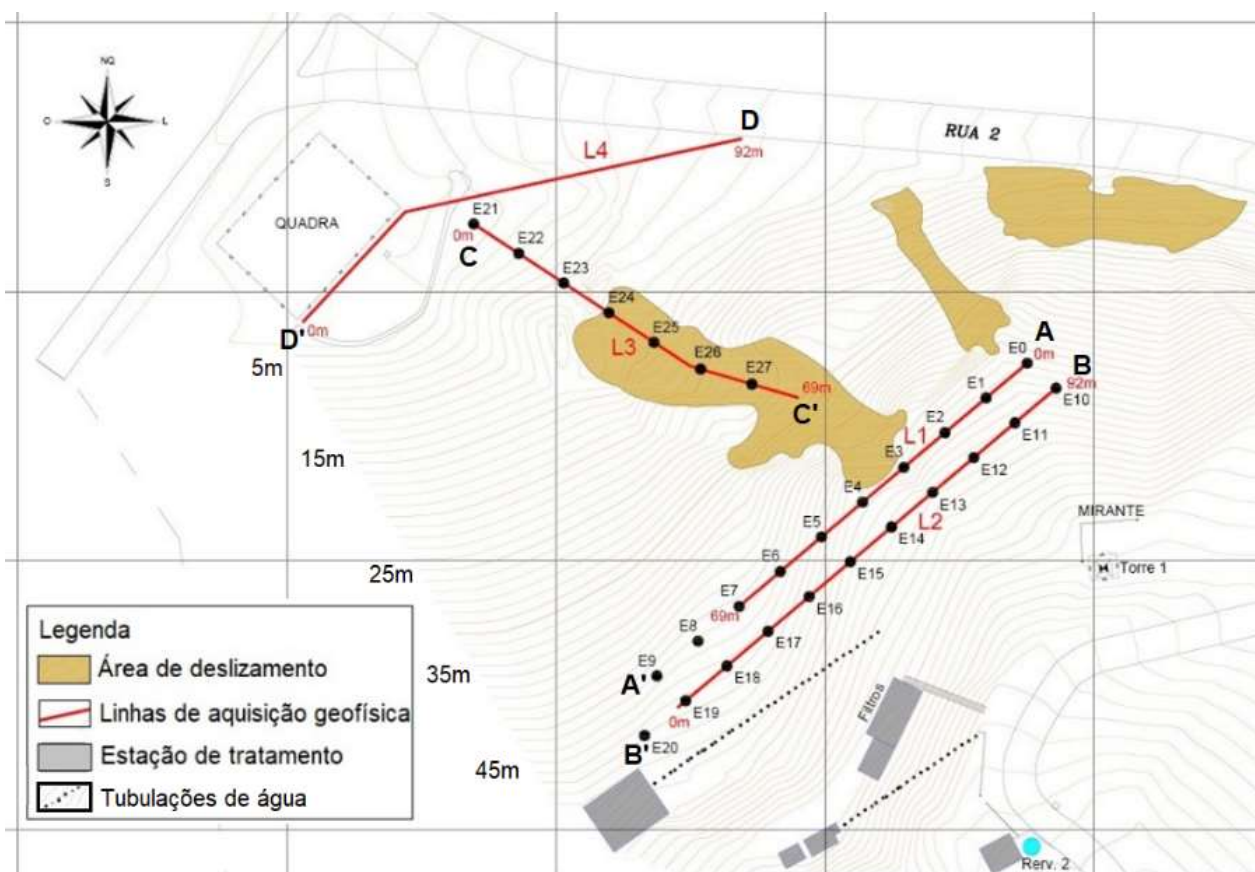 NQ
O
L
S
D
L4
92m
RUA 2
QUADRA
E21
0m
C
E22
E23
E24
E25
L3
E26
E27
69m
C'
D'
0m
5m
15m
25m
35m
45m
A
E0
0m
B
92m
E10
E1
E11
E2
L1
E12
E3
E13
L2
E4
E14
E5
E15
E6
E16
E7
69m
E17
E8
E18
E9
A'
E19
0m
B'
E20
MIRANTE
Torre 1
Filtros
Rerv. 2
Legenda
Área de deslizamento
Linhas de aquisição geofísica
Estação de tratamento
Tubulações de água